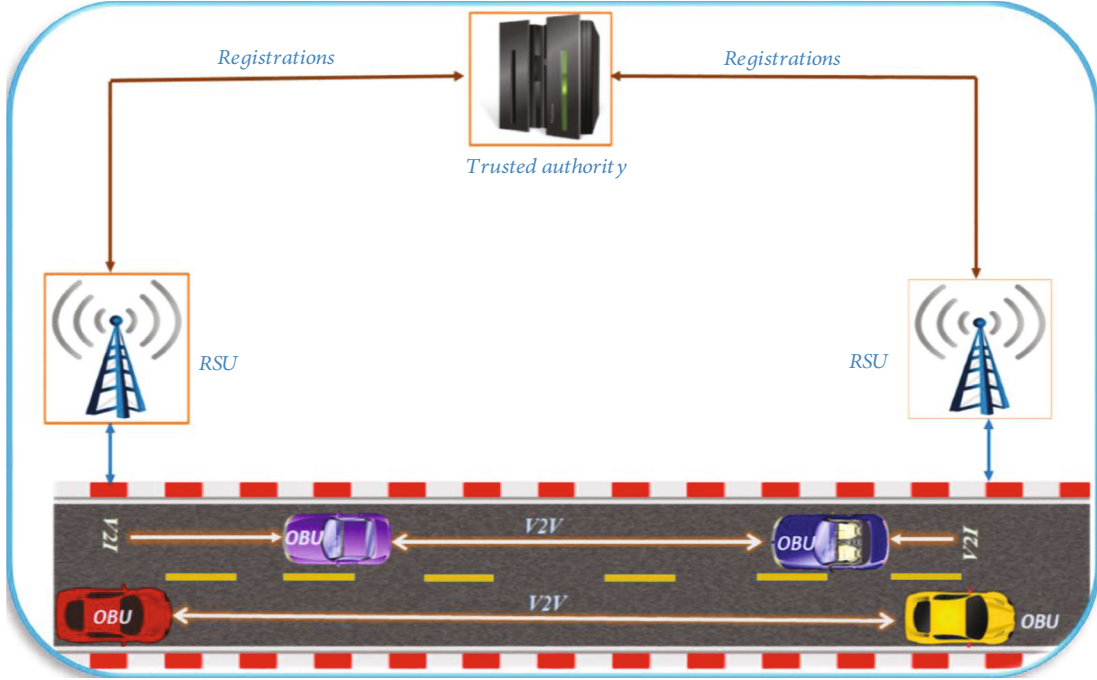 Registrations
Registrations
Trusted authority
RSU
RSU
V2I
OBU
V2V
OBU
V2I
OBU
V2V
OBU